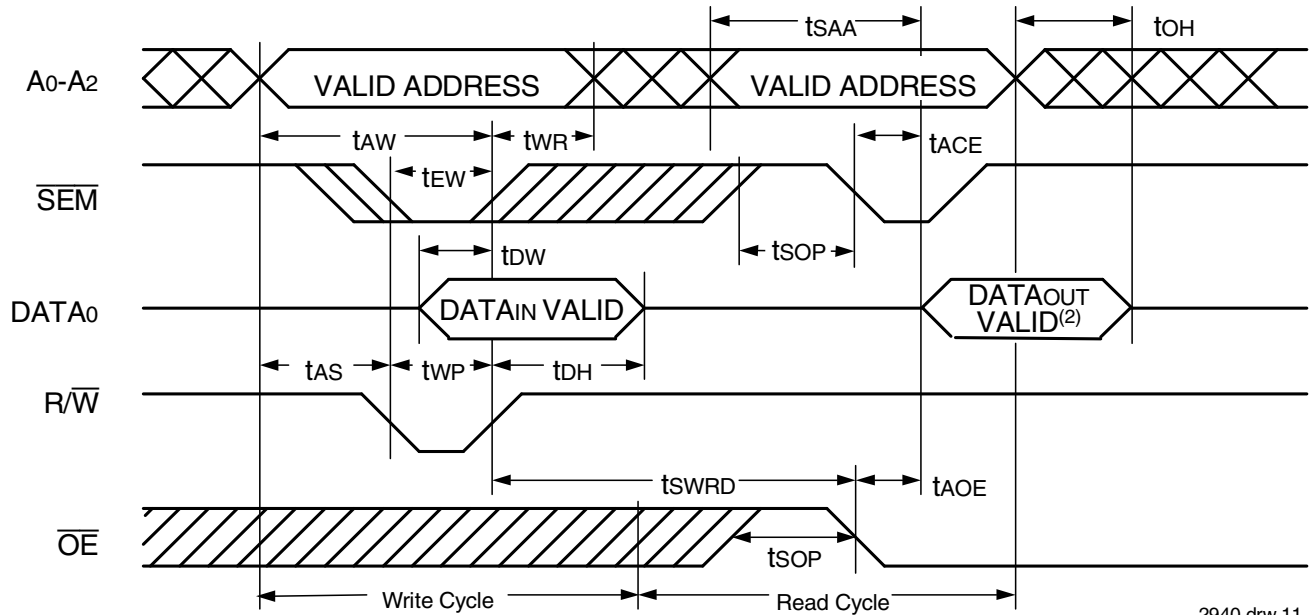 tSAA
tOH
A0-A2
VALID ADDRESS
VALID ADDRESS
tAW
tWR
tACE
tEW
SEM
tSOP
tDW
DATA0
DATAIN VALID
DATAOUT
VALID(2)
tAS
tWP
tDH
R/W
tSWRD
tAOE
OE
tSOP
Write Cycle
Read Cycle
2940 drw 11